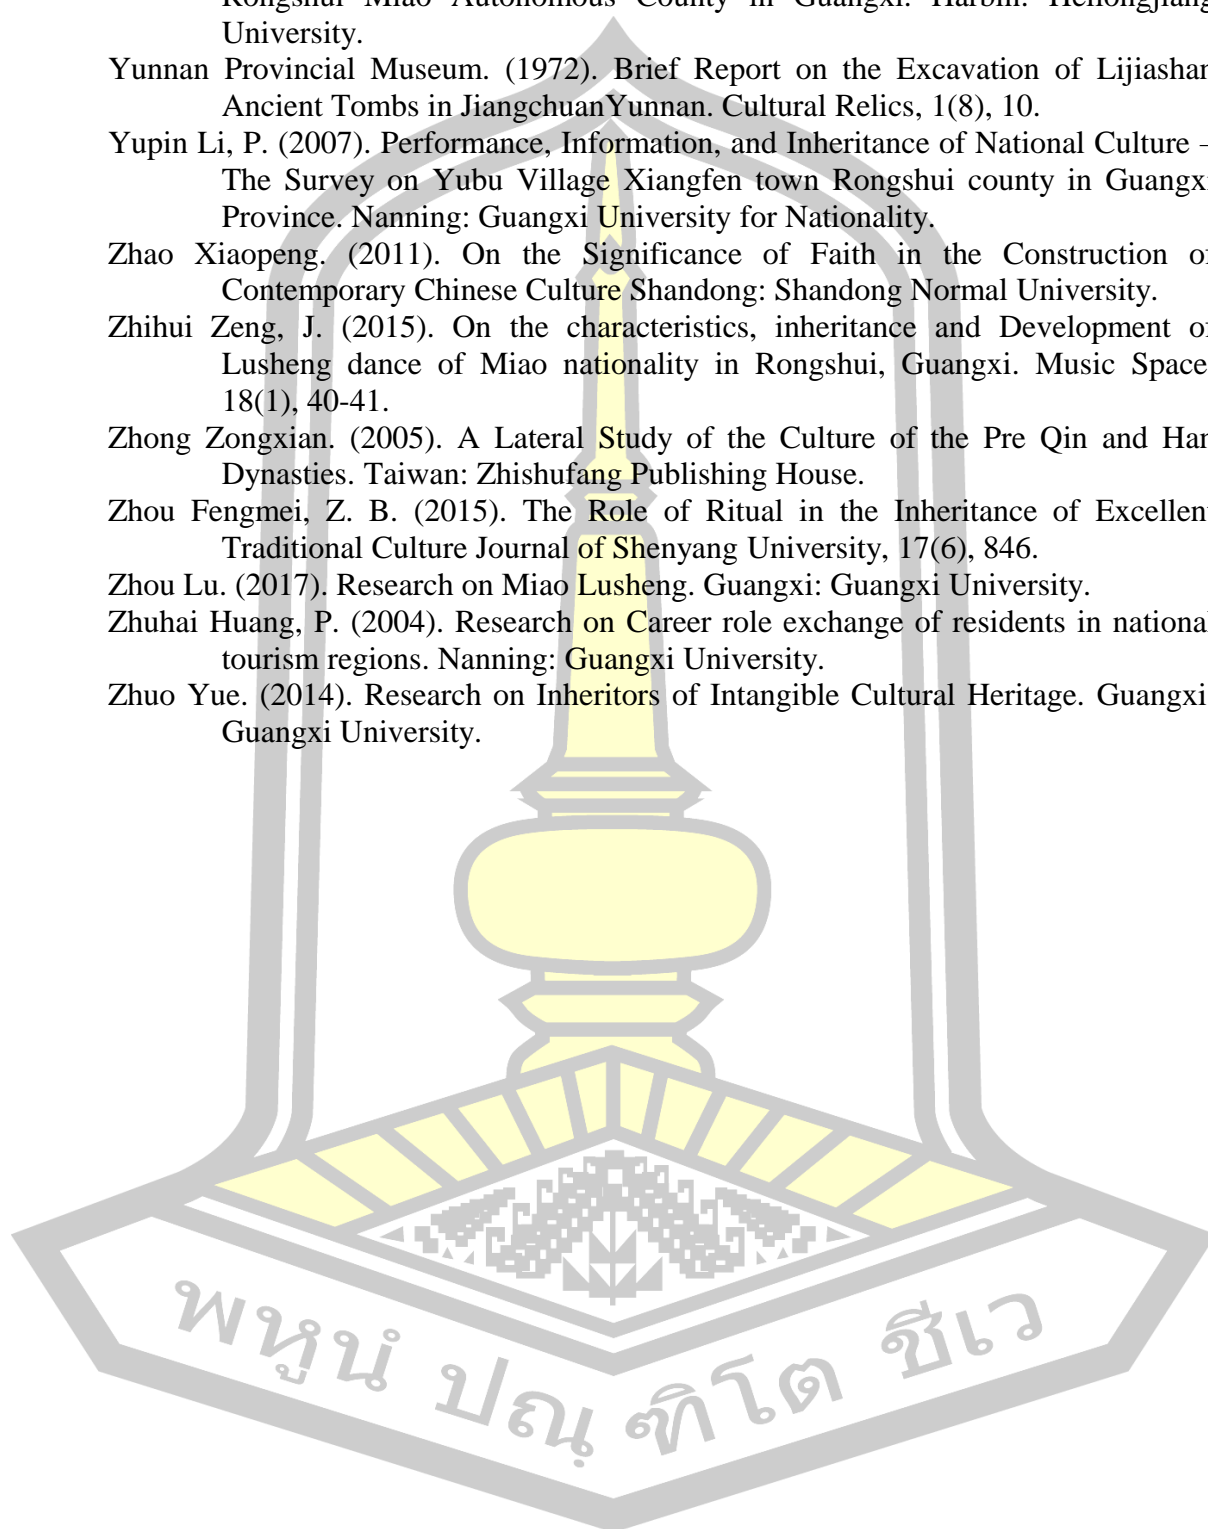 Rongshui Miao Autonomous County in Guangxi. Harbin: Heilongjiang
University.
Yunnan Provincial Museum. (1972). Brief Report on the Excavation of Lijiashan
Ancient Tombs in JiangchuanYunnan. Cultural Relics, 1(8), 10.
Yupin Li, P. (2007). Performance, Information, and Inheritance of National Culture –
The Survey on Yubu Village Xiangfen town Rongshui county in Guangxi
Province. Nanning: Guangxi University for Nationality.
Zhao Xiaopeng. (2011). On the Significance of Faith in the Construction of
Contemporary Chinese Culture Shandong: Shandong Normal University.
Zhihui Zeng, J. (2015). On the characteristics, inheritance and Development of
Lusheng dance of Miao nationality in Rongshui, Guangxi. Music Space,
18(1), 40-41.
Zhong Zongxian. (2005). A Lateral Study of the Culture of the Pre Qin and Han
Dynasties. Taiwan: Zhishufang Publishing House.
Zhou Fengmei, Z. B. (2015). The Role of Ritual in the Inheritance of Excellent
Traditional Culture Journal of Shenyang University, 17(6), 846.
Zhou Lu. (2017). Research on Miao Lusheng. Guangxi: Guangxi University.
Zhuhai Huang, P. (2004). Research on Career role exchange of residents in national
tourism regions. Nanning: Guangxi University.
Zhuo Yue. (2014). Research on Inheritors of Intangible Cultural Heritage. Guangxi:
Guangxi University.
พหูนํ ปณฺฑิโต ชีเว